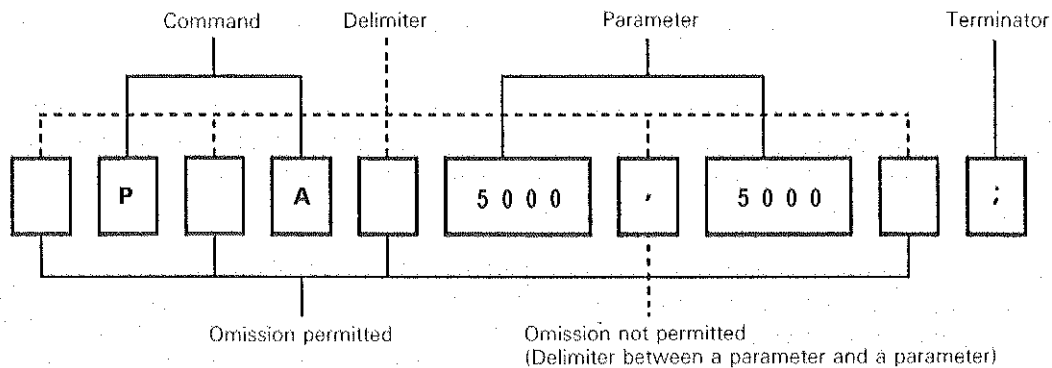 Command Delimiter Parameter Terminator
P A 5000 , 5000 ;
Omission permitted
Omission not permitted
(Delimiter between a parameter and a parameter)